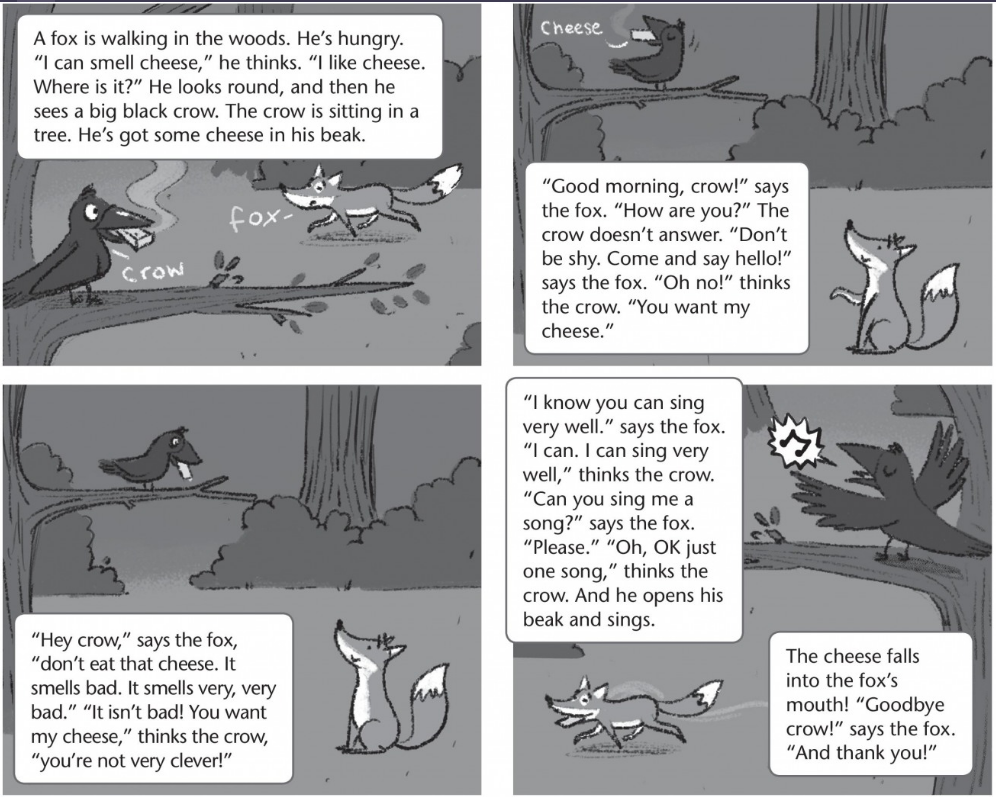 A fox is walking in the woods. He's hungry.
“I can smell cheese,” he thinks. “I like cheese.
Where is it?” He looks round, and then he
sees a big black crow. The crow is sitting in a
tree. He's got some cheese in his beak.
fox
crow
cheese
“Good morning, crow!” says
the fox. “How are you?” The
crow doesn't answer. “Don't
be shy. Come and say hello!”
says the fox. “Oh no!” thinks
the crow. “You want my
cheese.”
“Hey crow,” says the fox,
“don't eat that cheese. It
smells bad. It smells very, very
bad.” “It isn't bad! You want
my cheese,” thinks the crow,
“you're not very clever!”
“I know you can sing
very well.” says the fox.
“I can. I can sing very
well,” thinks the crow.
“Can you sing me a
song?” says the fox.
“Please.” “Oh, OK just
one song,” thinks the
crow. And he opens his
beak and sings.
The cheese falls
into the fox's
mouth! “Goodbye
crow!” says the fox.
“And thank you!”